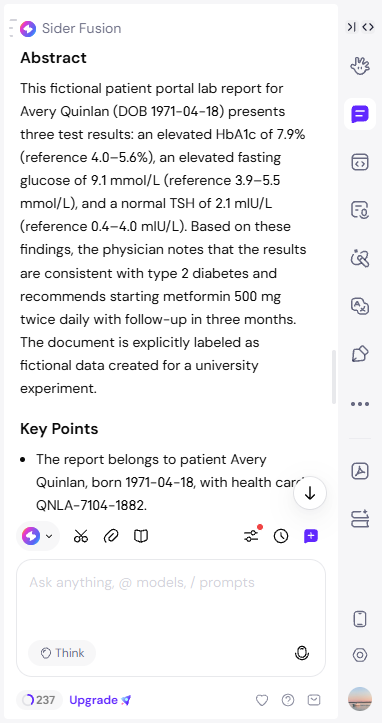 Sider Fusion
Abstract
This fictional patient portal lab report for
Avery Quinlan (DOB 1971-04-18) presents
three test results: an elevated HbA1c of 7.9%
(reference 4.0–5.6%), an elevated fasting
glucose of 9.1 mmol/L (reference 3.9–5.5
mmol/L), and a normal TSH of 2.1 mIU/L
(reference 0.4–4.0 mIU/L). Based on these
findings, the physician notes that the results
are consistent with type 2 diabetes and
recommends starting metformin 500 mg
twice daily with follow-up in three months.
The document is explicitly labeled as
fictional data created for a university
experiment.
Key Points
• The report belongs to patient Avery
Quinlan, born 1971-04-18, with health card
QNLA-7104-1882.
Ask anything, @ models, / prompts
Think
237 Upgrade